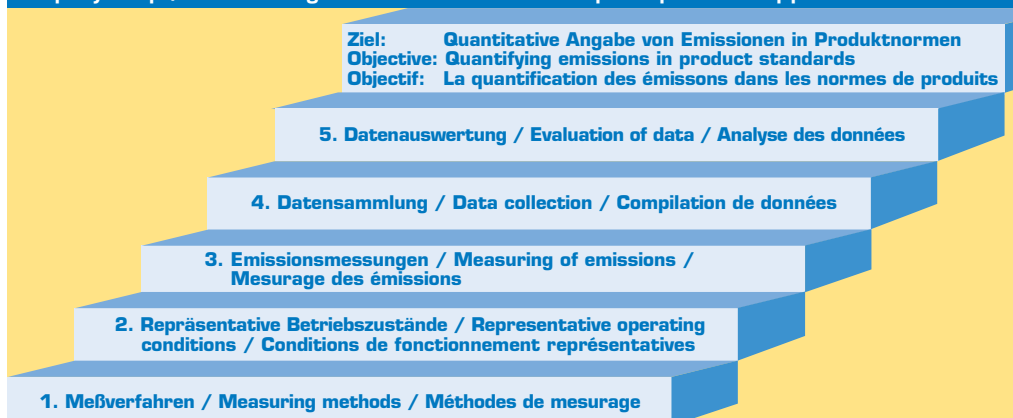 Ziel: Quantitative Angabe von Emissionen in Produktnormen
Objective: Quantifying emissions in product standards
Objectif: La quantification des émissons dans les normes de produits
5. Datenauswertung / Evaluation of data / Analyse des données
4. Datensammlung / Data collection / Compilation de données
3. Emissionsmessungen / Measuring of emissions /
Mesurage des émissions
2. Repräsentative Betriebszustände / Representative operating
conditions / Conditions de fonctionnement représentatives
1. Meßverfahren / Measuring methods / Méthodes de mesurage